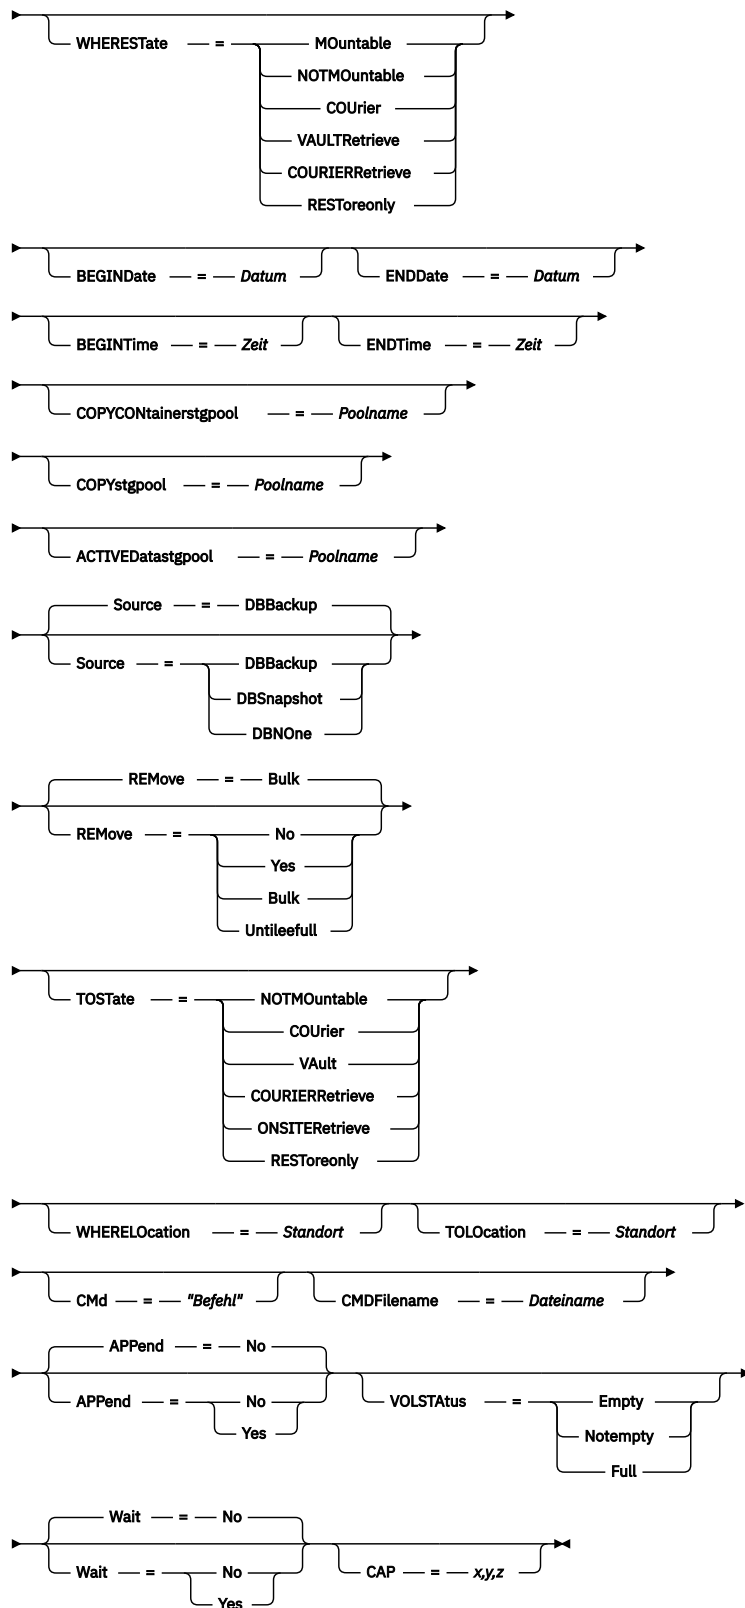 WHERESTate = MOuntable
NOTMOuntable
COUrier
VAULTRetrieve
COURIERRetrieve
RESToreonly
BEGINDate = Datum ENDDate = Datum
BEGINTime = Zeit ENDTime = Zeit
COPYCONtainerstgpool = Poolname
COPYstgpool = Poolname
ACTIVEDatastgpool = Poolname
Source = DBBackup
Source = DBBackup
DBSnapshot
DBNOne
REMove = Bulk
REMove = No
Yes
Bulk
Untileefull
TOSTate = NOTMOuntable
COUrier
VAult
COURIERRetrieve
ONSITERetrieve
RESToreonly
WHERELOcation = Standort TOLOcation = Standort
CMd = "Befehl" CMDFilename = Dateiname
APPend = No
APPend = No VOLSTAtus = Empty
Yes Notempty
Full
Wait = No
Wait = No CAP = x,y,z
Yes